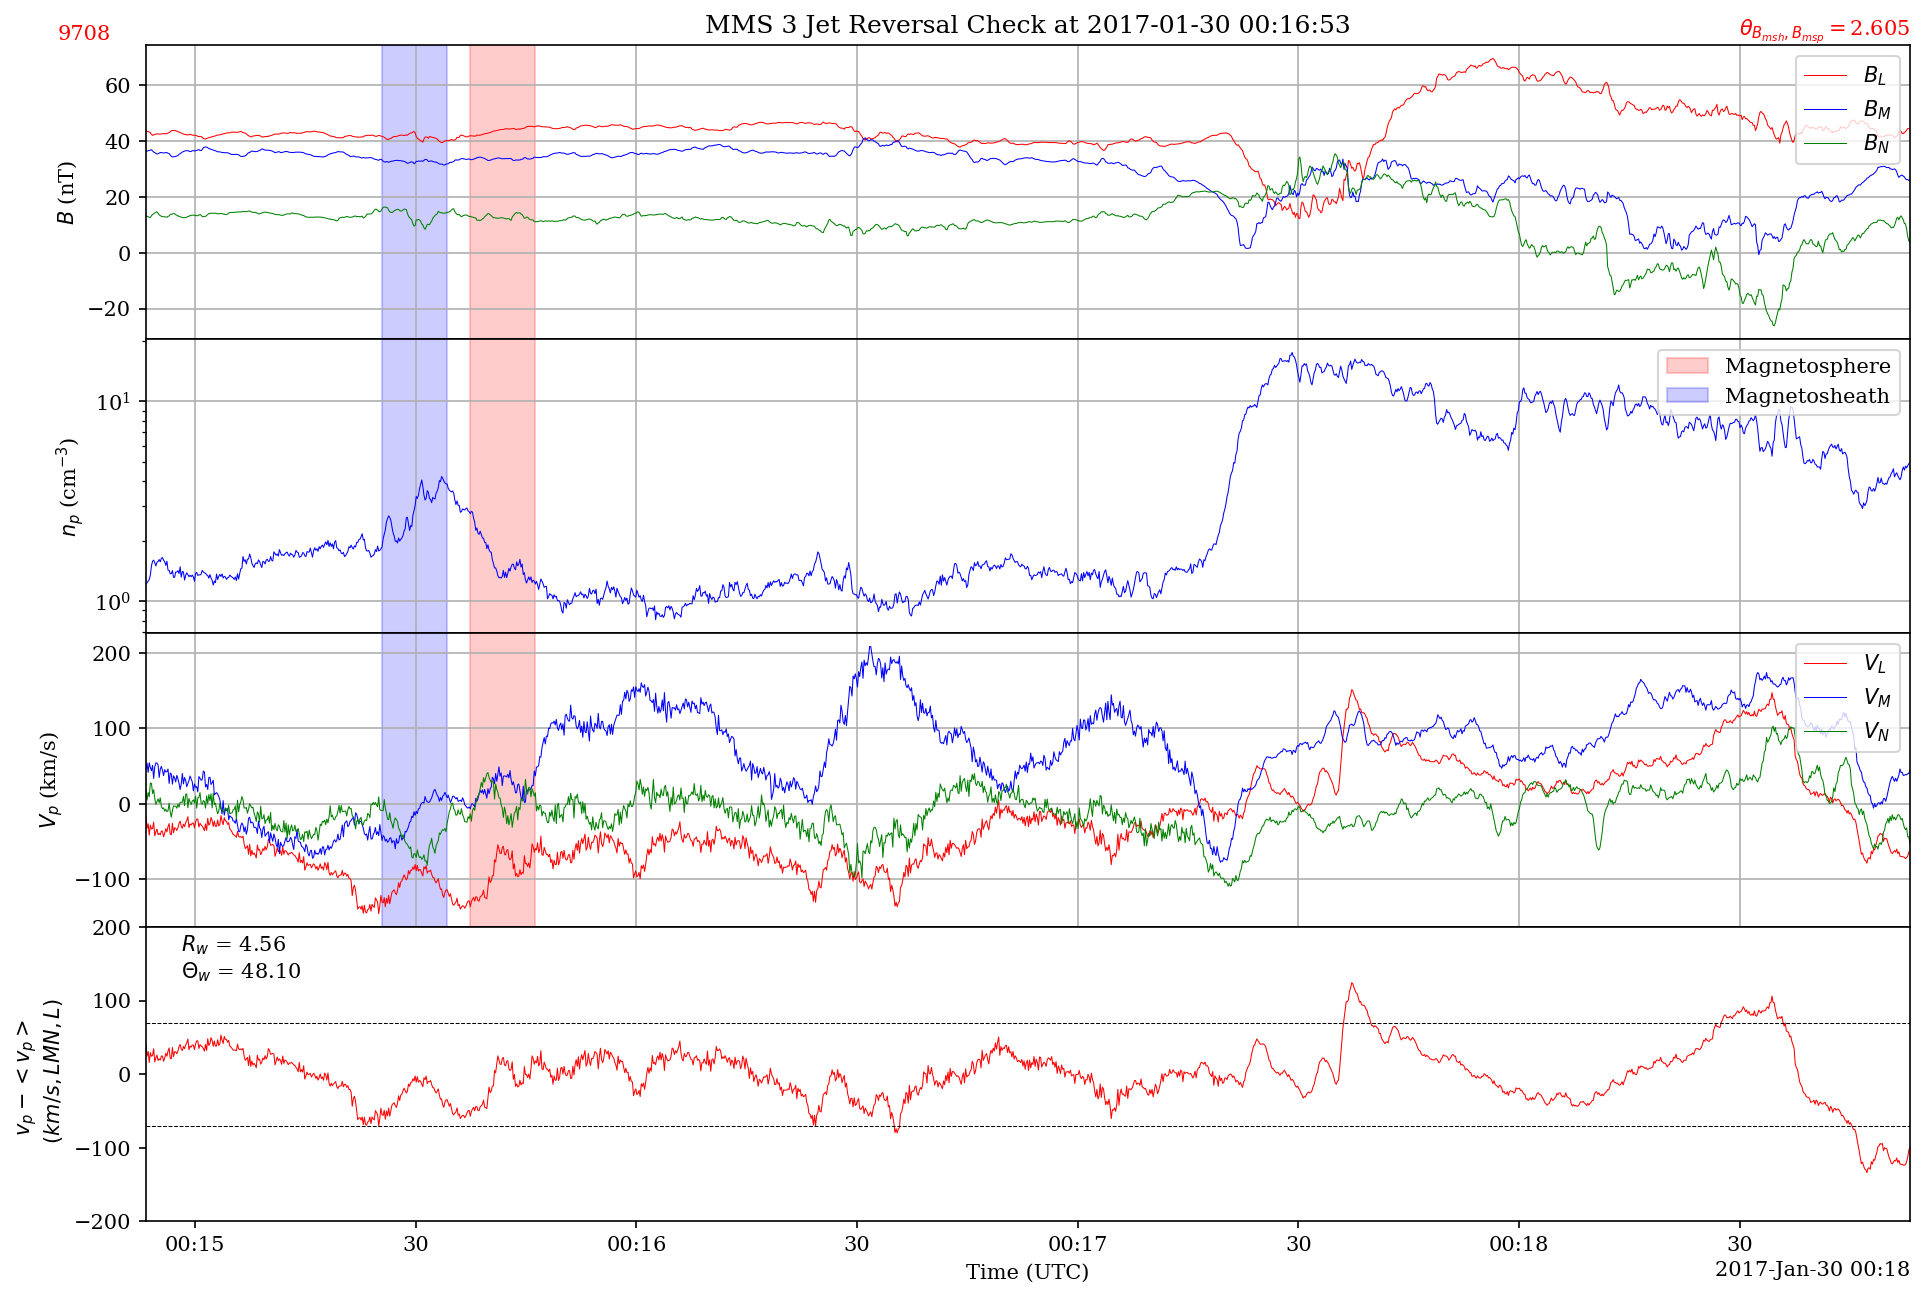 9708
MMS 3 Jet Reversal Check at 2017-01-30 00:16:53
θ_{B_{msh}, B_{msp}} = 2.605
60
40
20
0
−20
B (nT)
B_L
B_M
B_N
10^1
10^0
n_p (cm^{−3})
Magnetosphere
Magnetosheath
200
100
0
−100
V_p (km/s)
V_L
V_M
V_N
200
100
0
−100
−200
v_p − < v_p >
(km/s, LMN, L)
R_w = 4.56
Θ_w = 48.10
00:15 30 00:16 30 00:17 30 00:18 30
Time (UTC)
2017-Jan-30 00:18